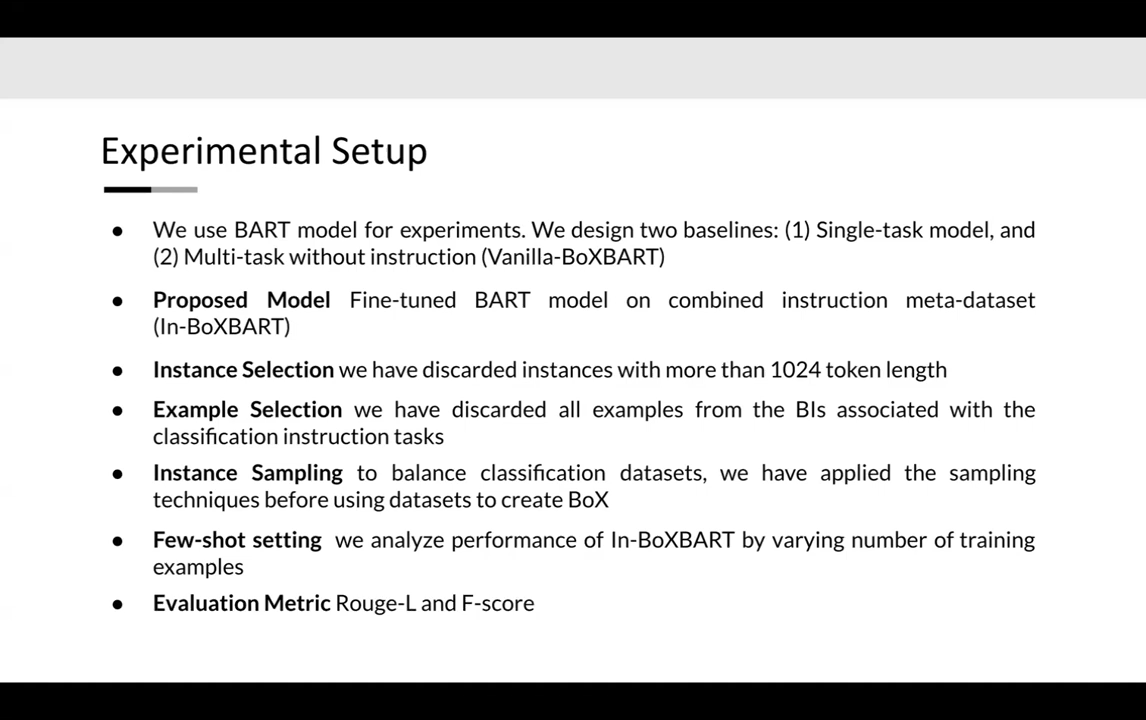 Experimental Setup
● We use BART model for experiments. We design two baselines: (1) Single-task model, and
(2) Multi-task without instruction (Vanilla-BoXBART)
● Proposed Model Fine-tuned BART model on combined instruction meta-dataset
(In-BoXBART)
● Instance Selection we have discarded instances with more than 1024 token length
● Example Selection we have discarded all examples from the BIs associated with the
classification instruction tasks
● Instance Sampling to balance classification datasets, we have applied the sampling
techniques before using datasets to create BoX
● Few-shot setting we analyze performance of In-BoXBART by varying number of training
examples
● Evaluation Metric Rouge-L and F-score